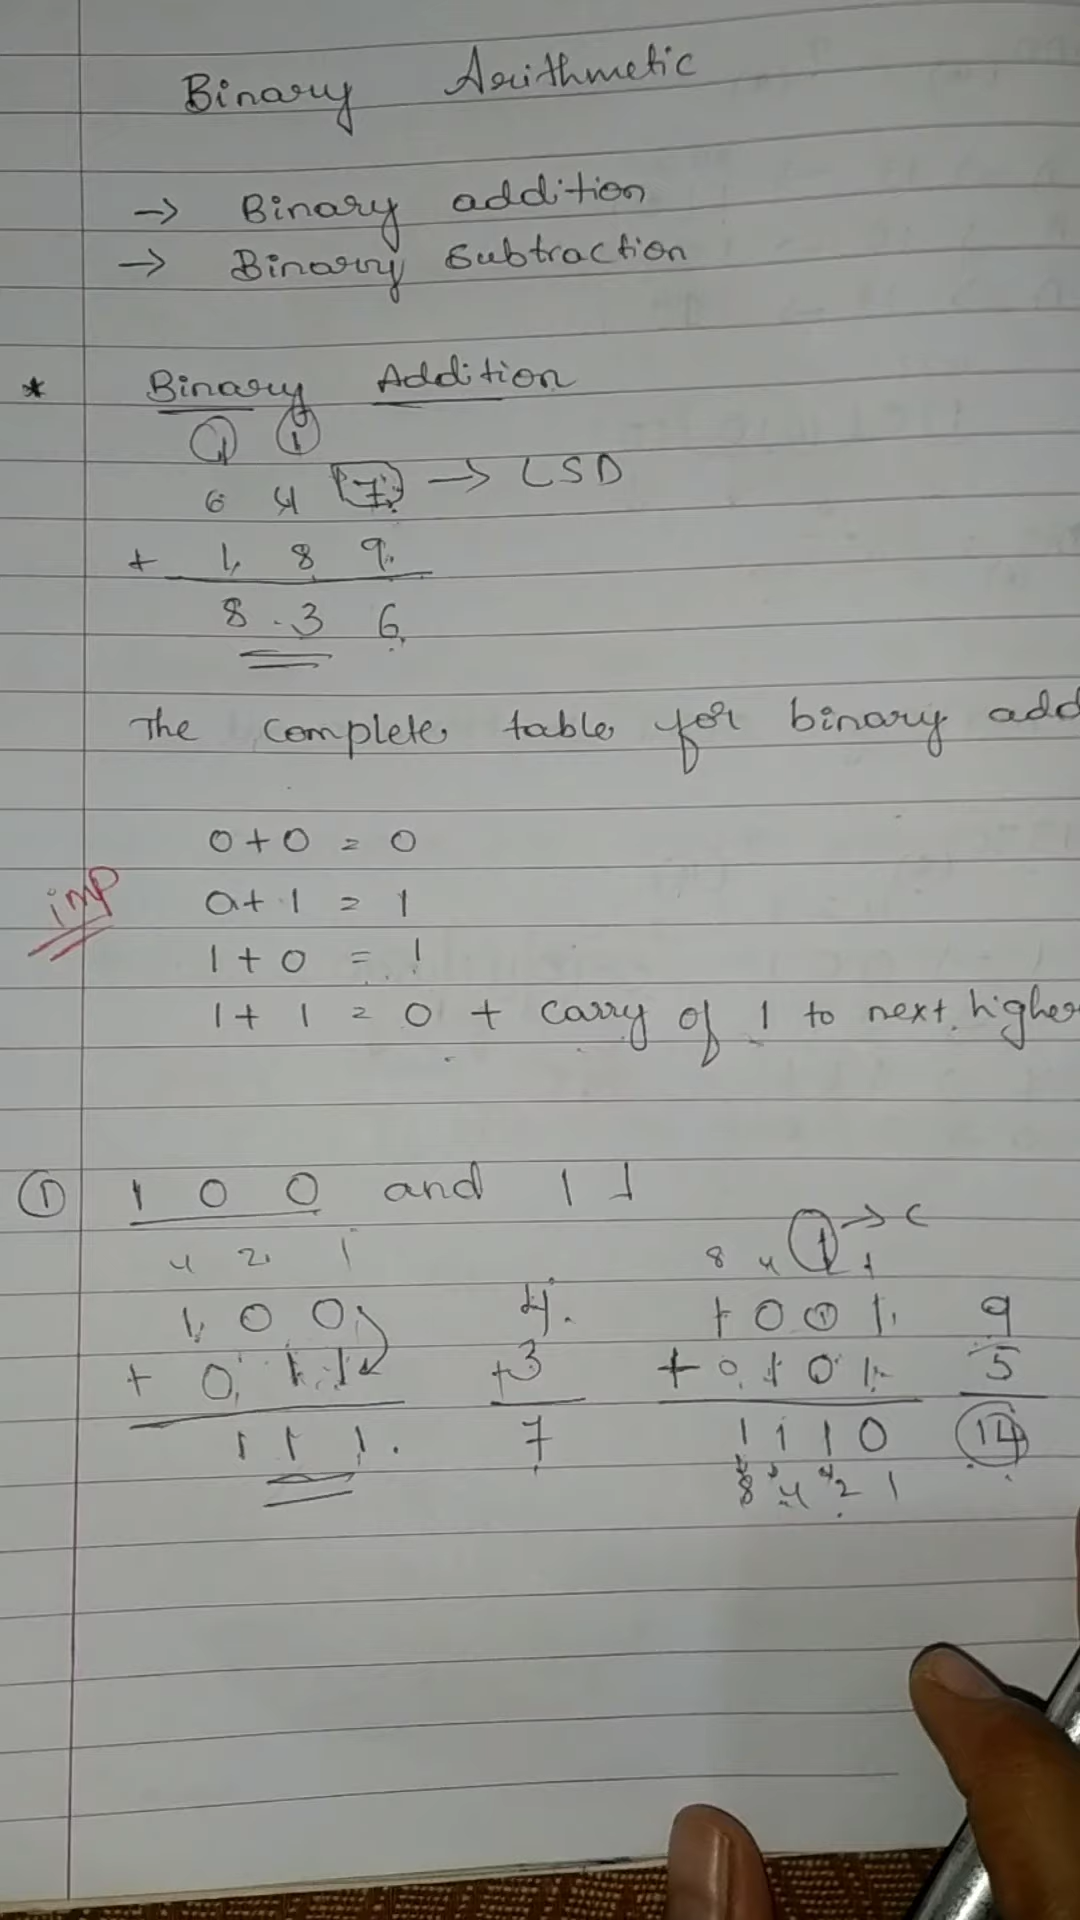 Binary Arithmetic
→ Binary addition
→ Binary Subtraction
* Binary Addition
1 1
6 4 7 → LSD
+ 1 8 9
8 3 6
The complete table for binary add
0 + 0 = 0
imp
0 + 1 = 1
1 + 0 = 1
1 + 1 = 0 + carry of 1 to next higher
① 1 0 0 and 1 1
4 2 1
1 0 0
+ 0 1 1
1 1 1
4
+3
7
1 → C
8 4 1
1 0 0 1
+ 0 1 0 1
1 1 1 0
8 4 2 1
9
5
14